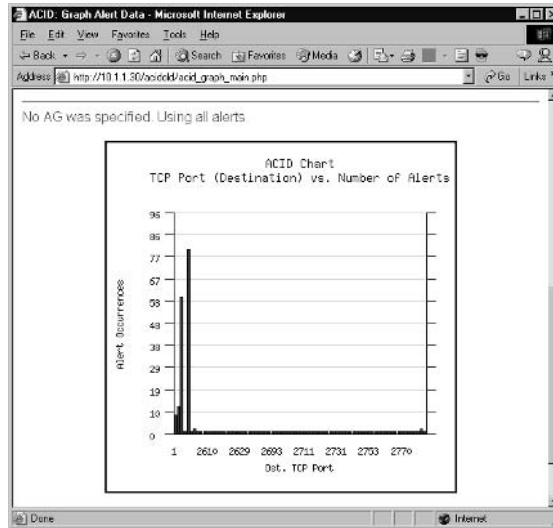 ACID: Graph Alert Data - Microsoft Internet Explorer
File Edit View Favorites Tools Help
Back Search Favorites Media
Address http://10.1.1.30/acidold/acid_graph_main.php Go Links
No AG was specified. Using all alerts
ACID Chart
TCP Port (Destination) vs. Number of Alerts
96
86
77
67
58
48
38
29
19
10
0
Alert Occurrences
1 2610 2629 2693 2711 2731 2753 2770
Dst. TCP Port
Done Internet